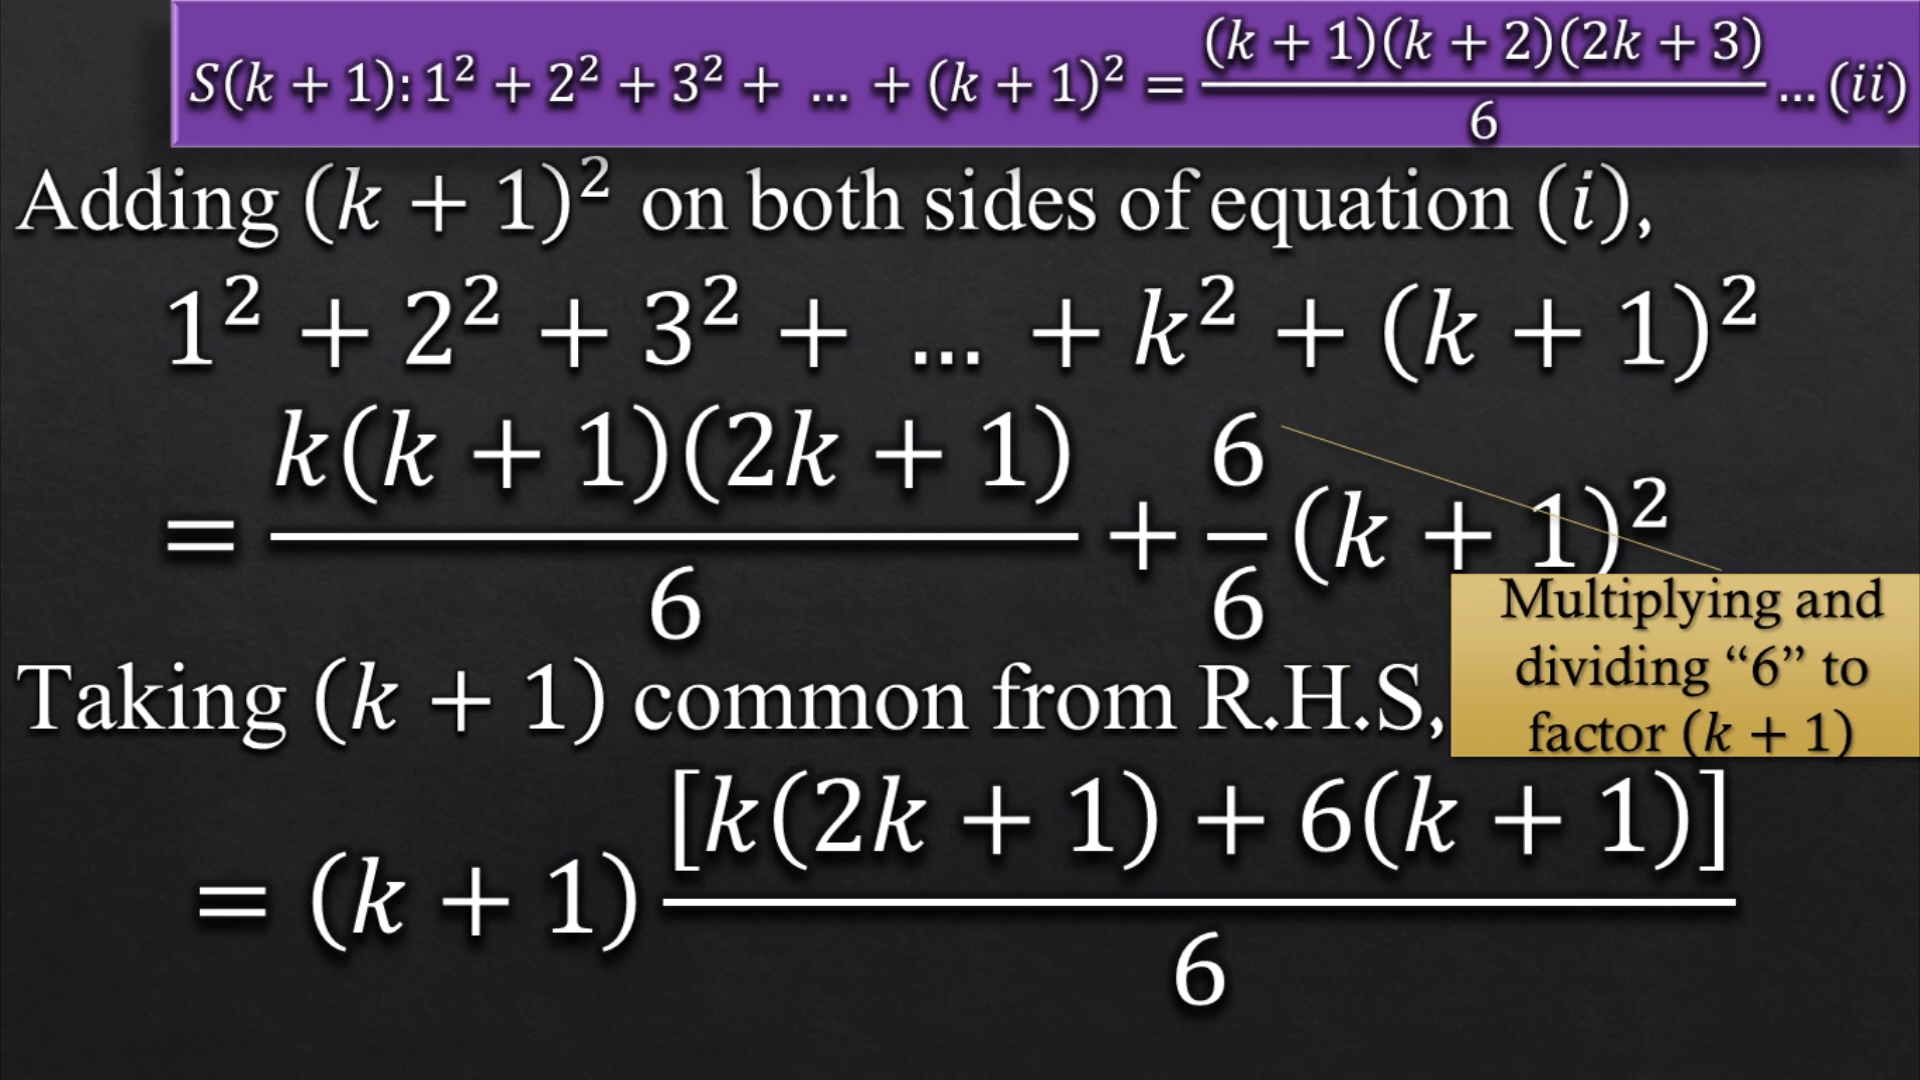 S(k + 1): 1² + 2² + 3² + … + (k + 1)² = (k + 1)(k + 2)(2k + 3) / 6 … (ii)
Adding (k + 1)² on both sides of equation (i),
1² + 2² + 3² + … + k² + (k + 1)²
= k(k + 1)(2k + 1) / 6 + 6/6 (k + 1)²
Multiplying and
dividing “6” to
factor (k + 1)
Taking (k + 1) common from R.H.S,
= (k + 1) [k(2k + 1) + 6(k + 1)] / 6